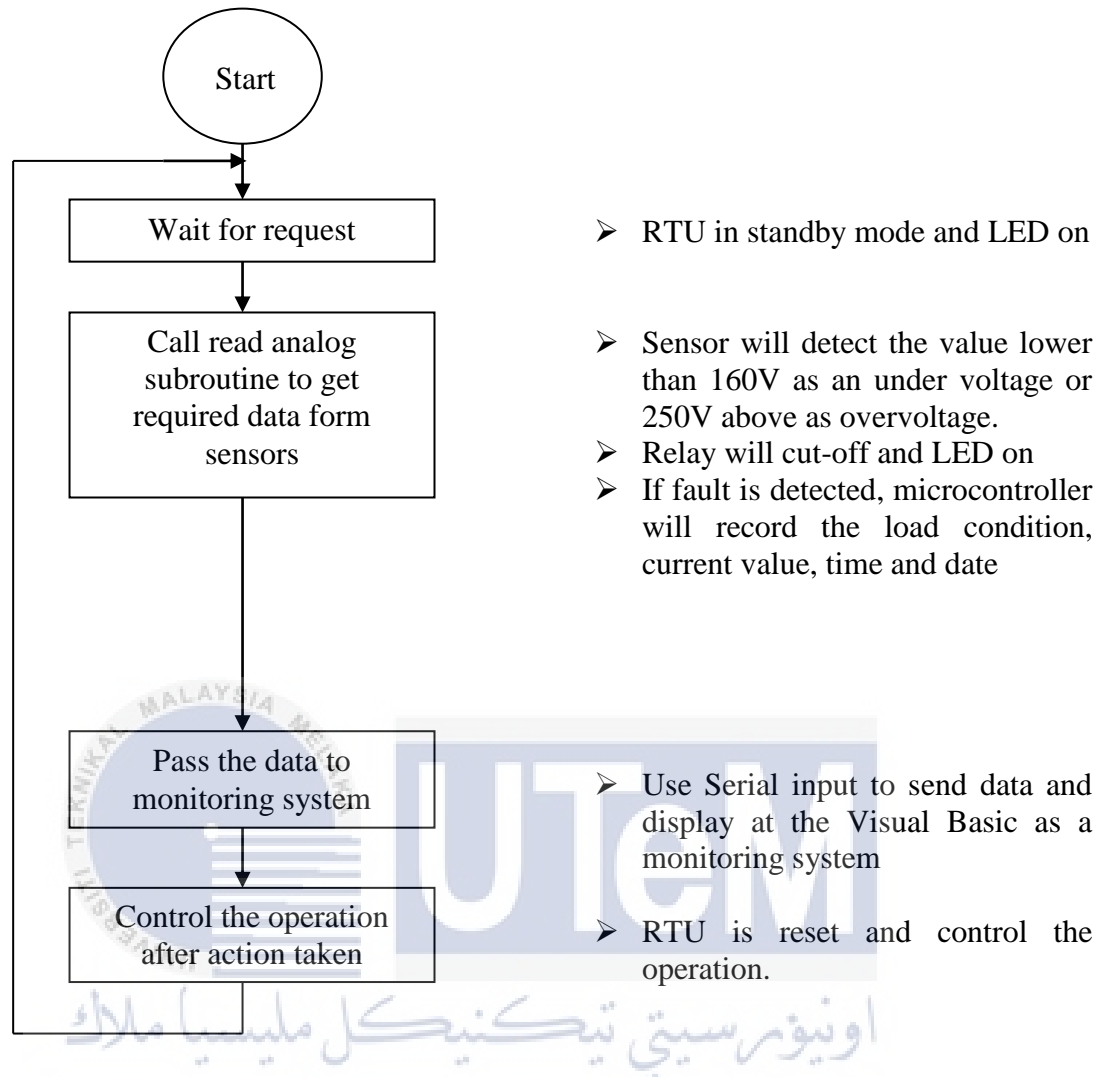 Start
Wait for request
➢ RTU in standby mode and LED on
Call read analog
subroutine to get
required data form
sensors
➢ Sensor will detect the value lower
than 160V as an under voltage or
250V above as overvoltage.
➢ Relay will cut-off and LED on
➢ If fault is detected, microcontroller
will record the load condition,
current value, time and date
Pass the data to
monitoring system
➢ Use Serial input to send data and
display at the Visual Basic as a
monitoring system
Control the operation
after action taken
➢ RTU is reset and control the
operation.
UNIVERSITI TEKNIKAL MALAYSIA MELAKA
UTeM
اونيۏرسيتي تيكنيكل مليسيا ملاك